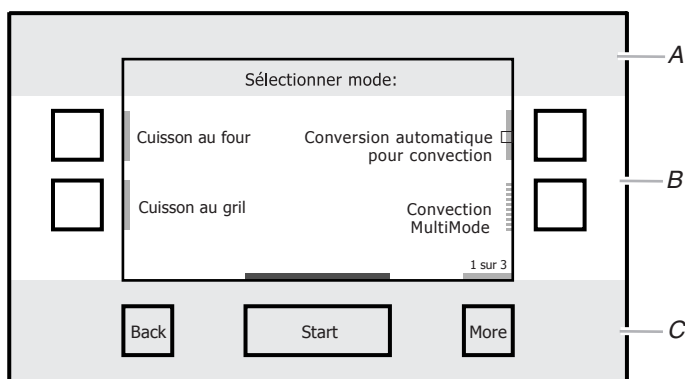 A
Sélectionner mode:
Cuisson au four
Conversion automatique
pour convection
B
Cuisson au gril
Convection
MultiMode
1 sur 3
Back
Start
More
C